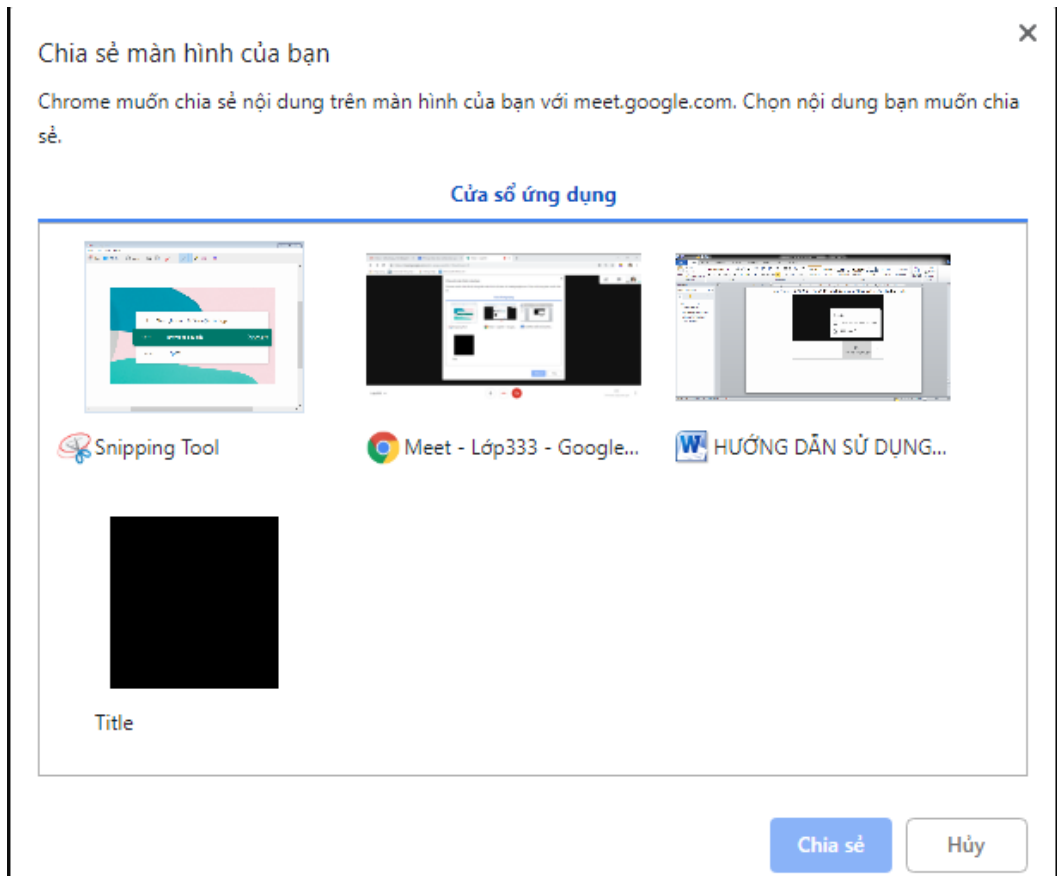 Chia sẻ màn hình của bạn
Chrome muốn chia sẻ nội dung trên màn hình của bạn với meet.google.com. Chọn nội dung bạn muốn chia
sẻ.
Cửa sổ ứng dụng
Snipping Tool
Meet - Lớp333 - Google...
HƯỚNG DẪN SỬ DỤNG...
Title
Chia sẻ
Hủy